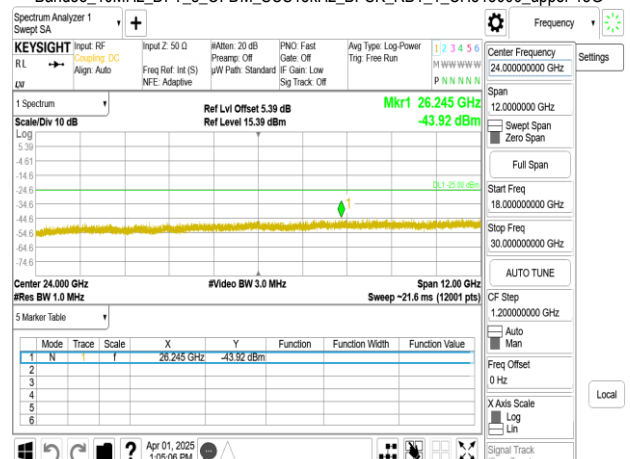 Spectrum Analyzer 1
Swept SA
+
Frequency
KEYSIGHT
RL
Input: RF
Coupling: DC
Align: Auto
Input Z: 50 Ω
Freq Ref: Int (S)
NFE: Adaptive
#Atten: 20 dB
Preamp: Off
µW Path: Standard
PNO: Fast
Gate: Off
IF Gain: Low
Sig Track: Off
Avg Type: Log-Power
Trig: Free Run
1 2 3 4 5 6
M W W W W W
P N N N N N
1 Spectrum
Scale/Div 10 dB
Log
Ref Lvl Offset 5.39 dB
Ref Level 15.39 dBm
Mkr1 26.245 GHz
-43.92 dBm
5.39
-4.61
-14.6
-24.6
-34.6
-44.6
-54.6
-64.6
-74.6
DL1 -25.00 dBm
1
Center 24.000 GHz
#Res BW 1.0 MHz
#Video BW 3.0 MHz
Span 12.00 GHz
Sweep ~21.6 ms (12001 pts)
5 Marker Table
Mode Trace Scale X Y Function Function Width Function Value
1 N 1 f 26.245 GHz -43.92 dBm
2
3
4
5
6
?
Apr 01, 2025
1:05:06 PM
Center Frequency
24.000000000 GHz
Span
12.0000000 GHz
Swept Span
Zero Span
Full Span
Start Freq
18.000000000 GHz
Stop Freq
30.000000000 GHz
AUTO TUNE
CF Step
1.200000000 GHz
Auto
Man
Freq Offset
0 Hz
X Axis Scale
Log
Lin
Signal Track
Settings
Local